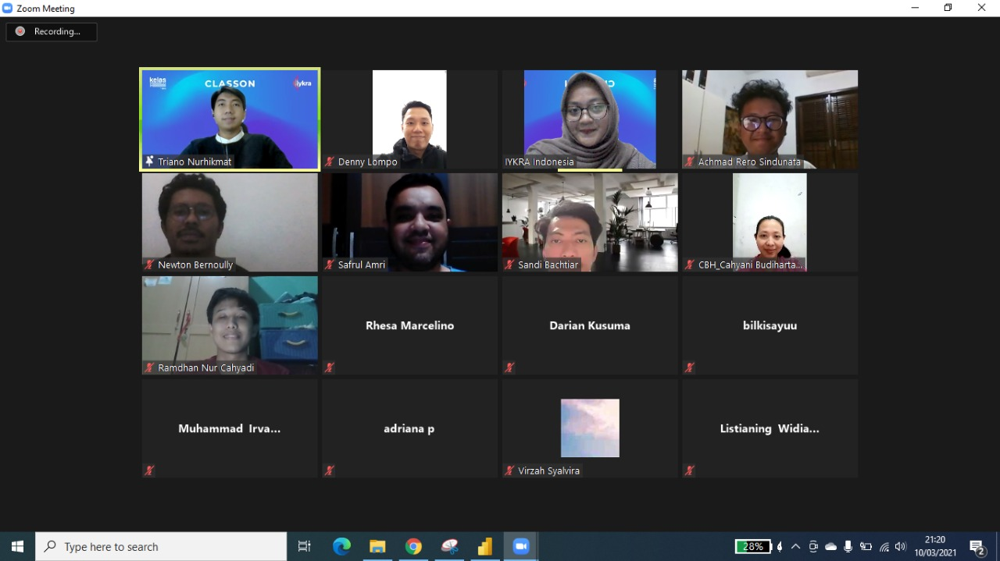 Zoom Meeting
Recording...
kelas
CLASSON
iykra
Triano Nurhikmat
Denny Lompo
IYKRA Indonesia
Achmad Rero Sindunata
Newton Bernoully
Safrul Amri
Sandi Bachtiar
CBH_Cahyani Budiharta...
Ramdhan Nur Cahyadi
Rhesa Marcelino
Darian Kusuma
bilkisayuu
Muhammad Irva...
adriana p
Virzah Syalvira
Listianing Widia...
Type here to search
28%
21:20
10/03/2021
2